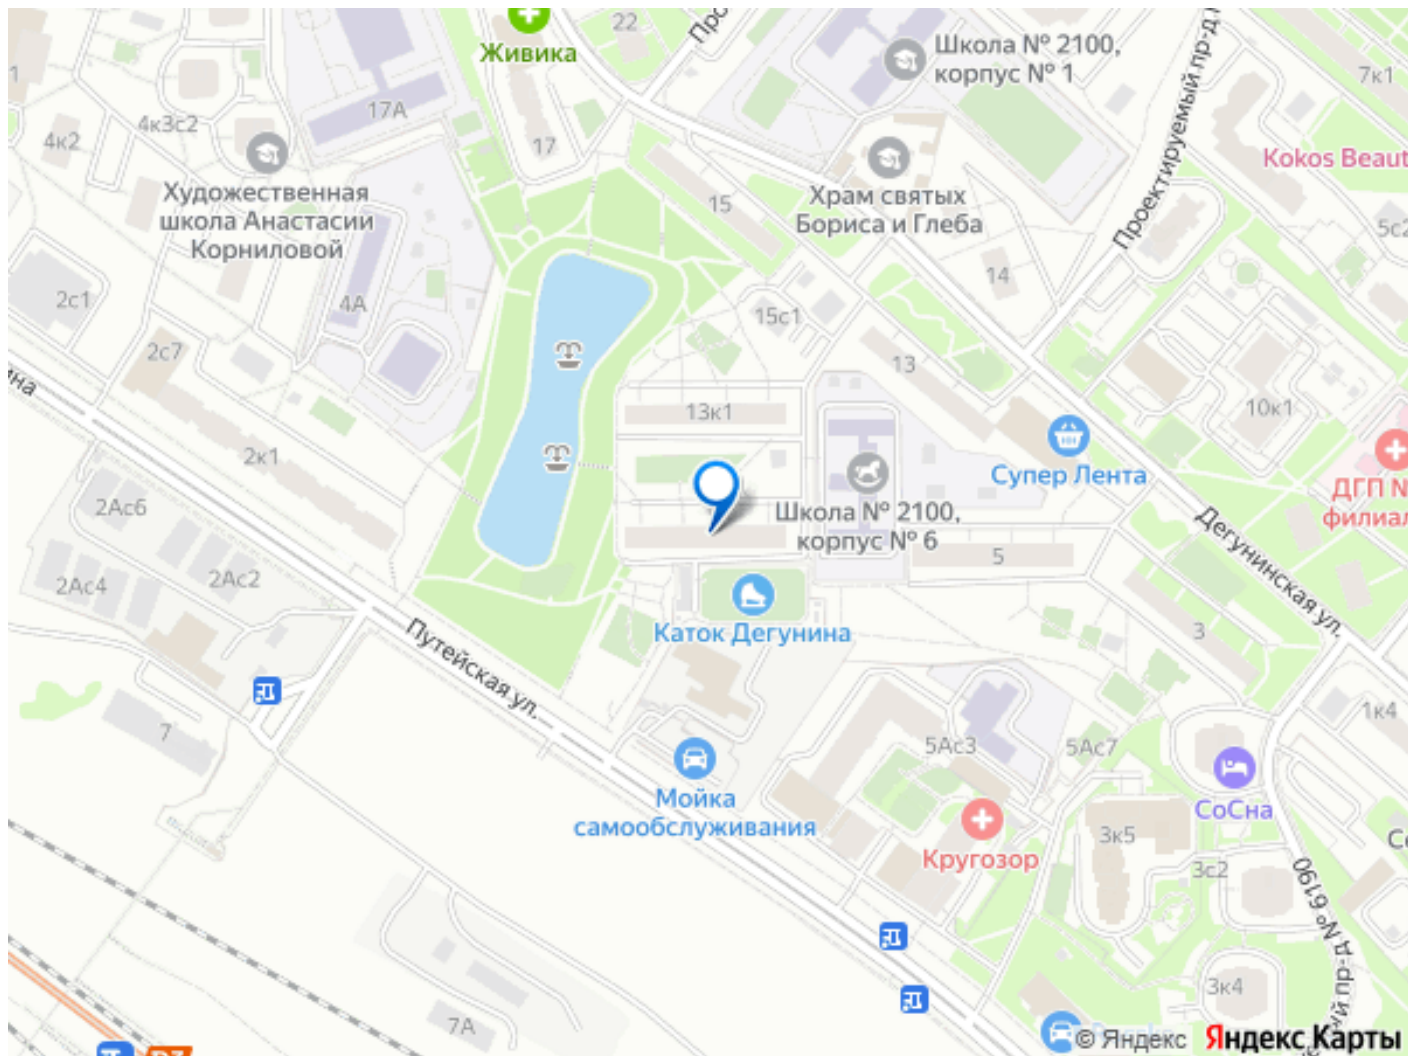 22
Живика
Школа № 2100,
корпус № 1
7к1
Проектируемый пр-д
17А
17
4к3с2
4к2
1
Kokos Beaut
Художественная
школа Анастасии
Корниловой
Храм святых
Бориса и Глеба
15
5с2
14
2с1
4А
15с1
2с7
13
13к1
10к1
2к1
Супер Лента
ДГП №
филиал
2Ас6
Школа № 2100,
корпус № 6
5
Дегунинская ул.
2Ас4
2Ас2
Каток Дегунина
3
Путейская ул.
7
5Ас3
5Ас7
1к4
СоСна
Мойка
самообслуживания
3к5
Кругозор
3с2
д № 6190
3к4
7А
© Яндекс Яндекс Карты